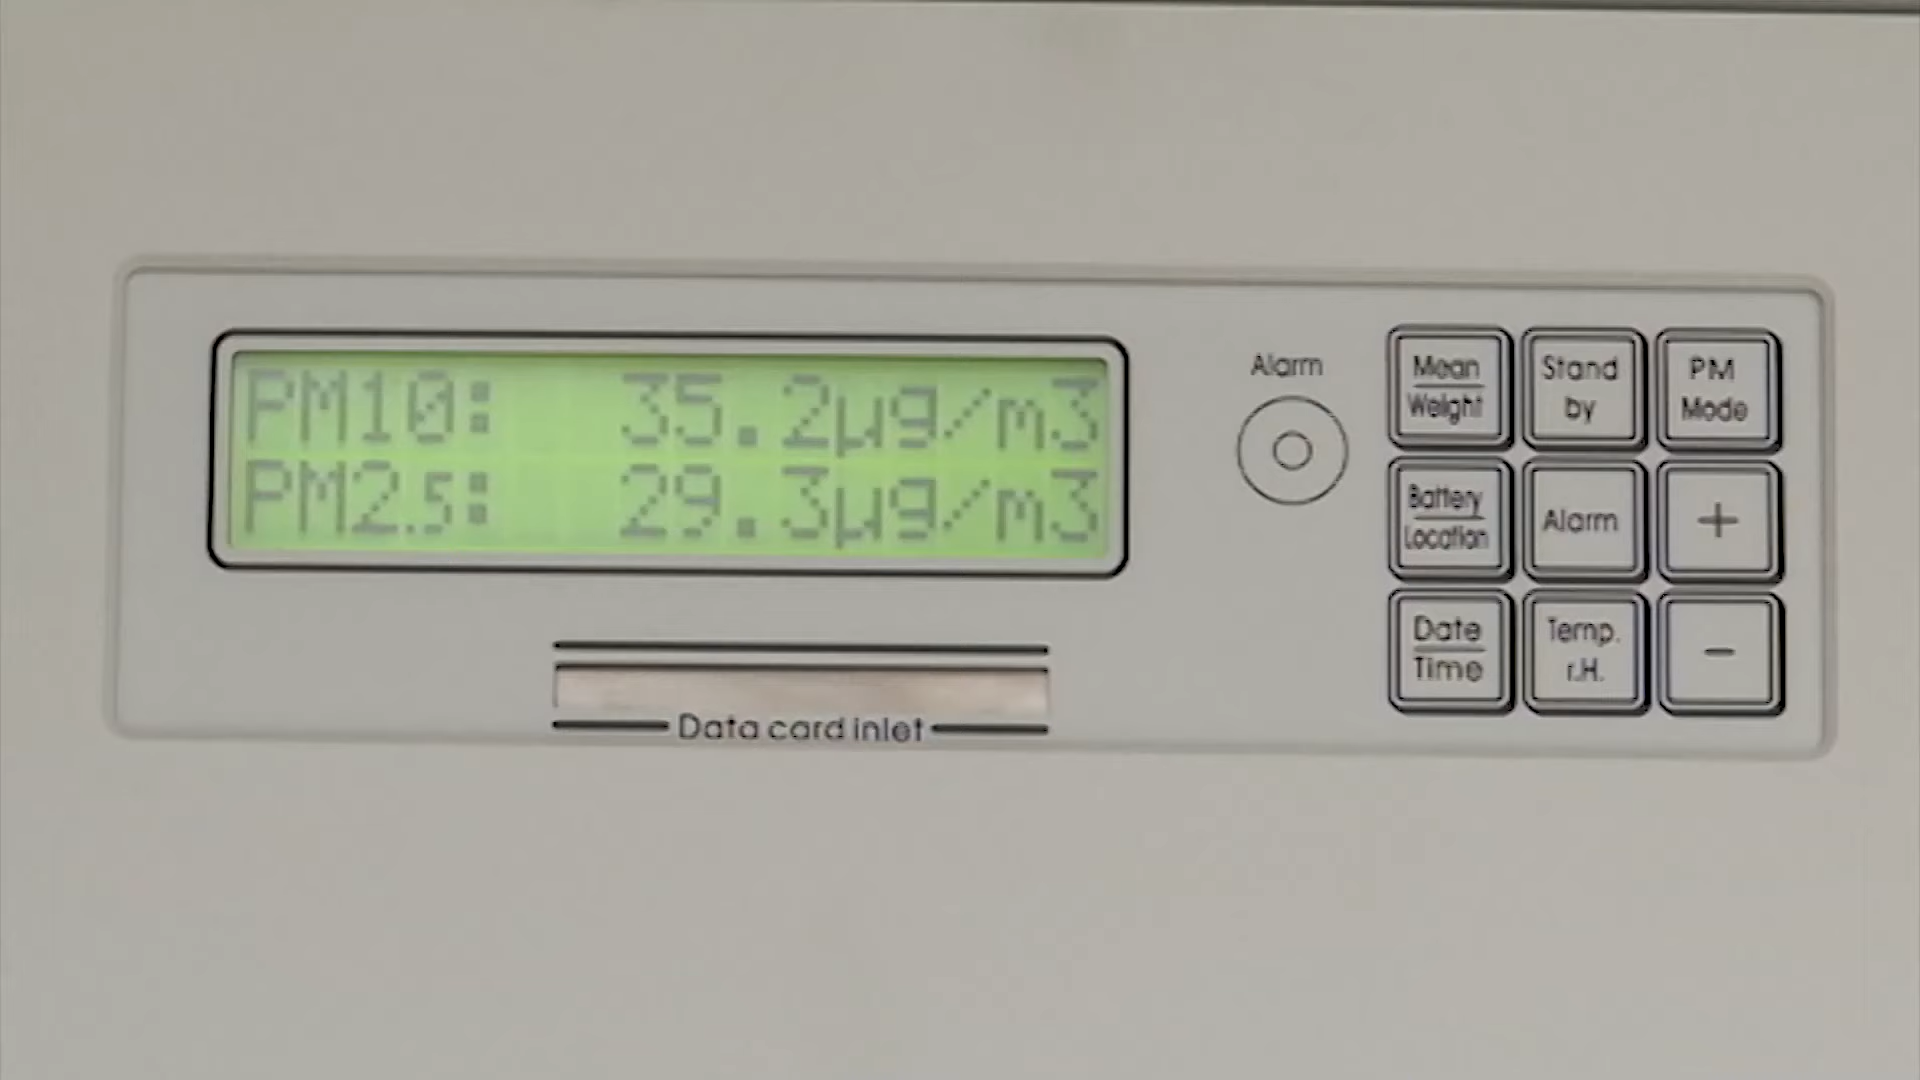 PM10: 35.2µg/m3
PM2.5: 29.3µg/m3
Alarm
Mean
Weight
Stand
by
PM
Mode
Battery
Location
Alarm
+
Date
Time
Temp.
r.H.
−
Data card inlet